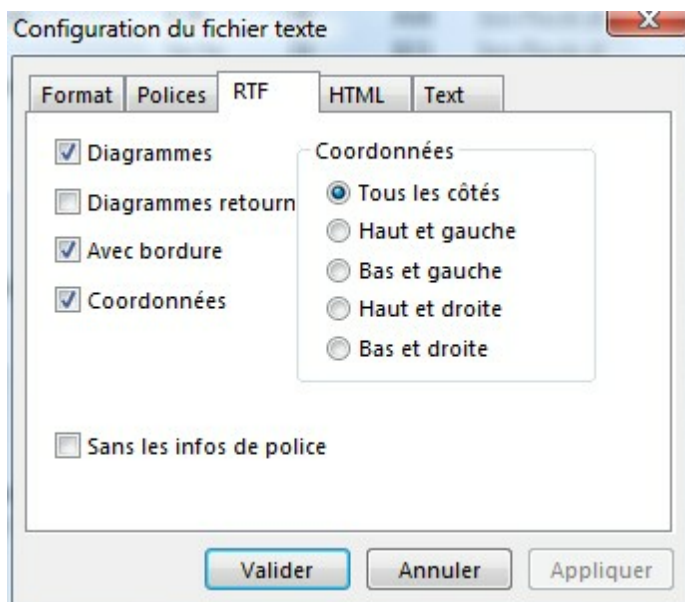 Configuration du fichier texte
Format Polices RTF HTML Text
Diagrammes
Diagrammes retourn
Avec bordure
Coordonnées
Coordonnées
Tous les côtés
Haut et gauche
Bas et gauche
Haut et droite
Bas et droite
Sans les infos de police
Valider Annuler Appliquer